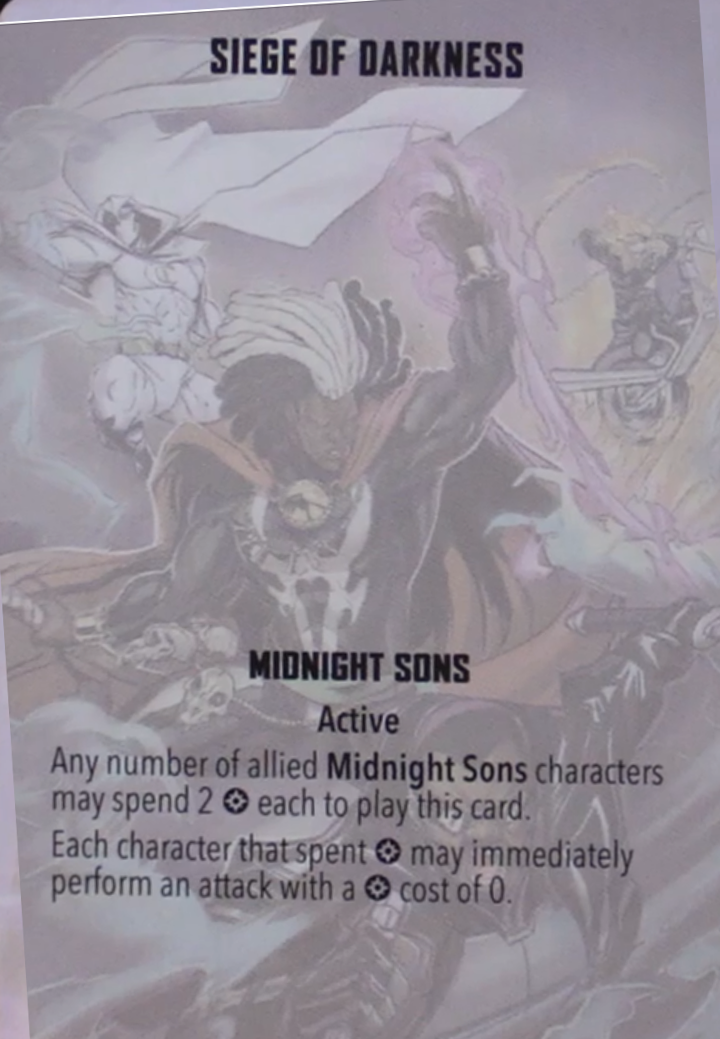 SIEGE OF DARKNESS
MIDNIGHT SONS
Active
Any number of allied Midnight Sons characters
may spend 2 each to play this card.
Each character that spent may immediately
perform an attack with a cost of 0.